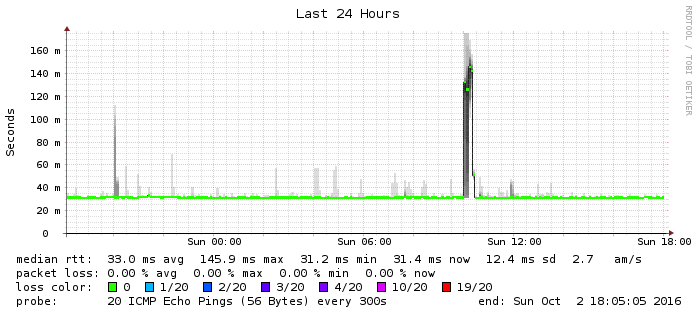 Last 24 Hours
RRDTOOL / TOBI OETIKER
Seconds
160 m
140 m
120 m
100 m
80 m
60 m
40 m
20 m
0
Sun 00:00 Sun 06:00 Sun 12:00 Sun 18:00
median rtt: 33.0 ms avg 145.9 ms max 31.2 ms min 31.4 ms now 12.4 ms sd 2.7 am/s
packet loss: 0.00 % avg 0.00 % max 0.00 % min 0.00 % now
loss color: 0 1/20 2/20 3/20 4/20 10/20 19/20
probe: 20 ICMP Echo Pings (56 Bytes) every 300s end: Sun Oct 2 18:05:05 2016